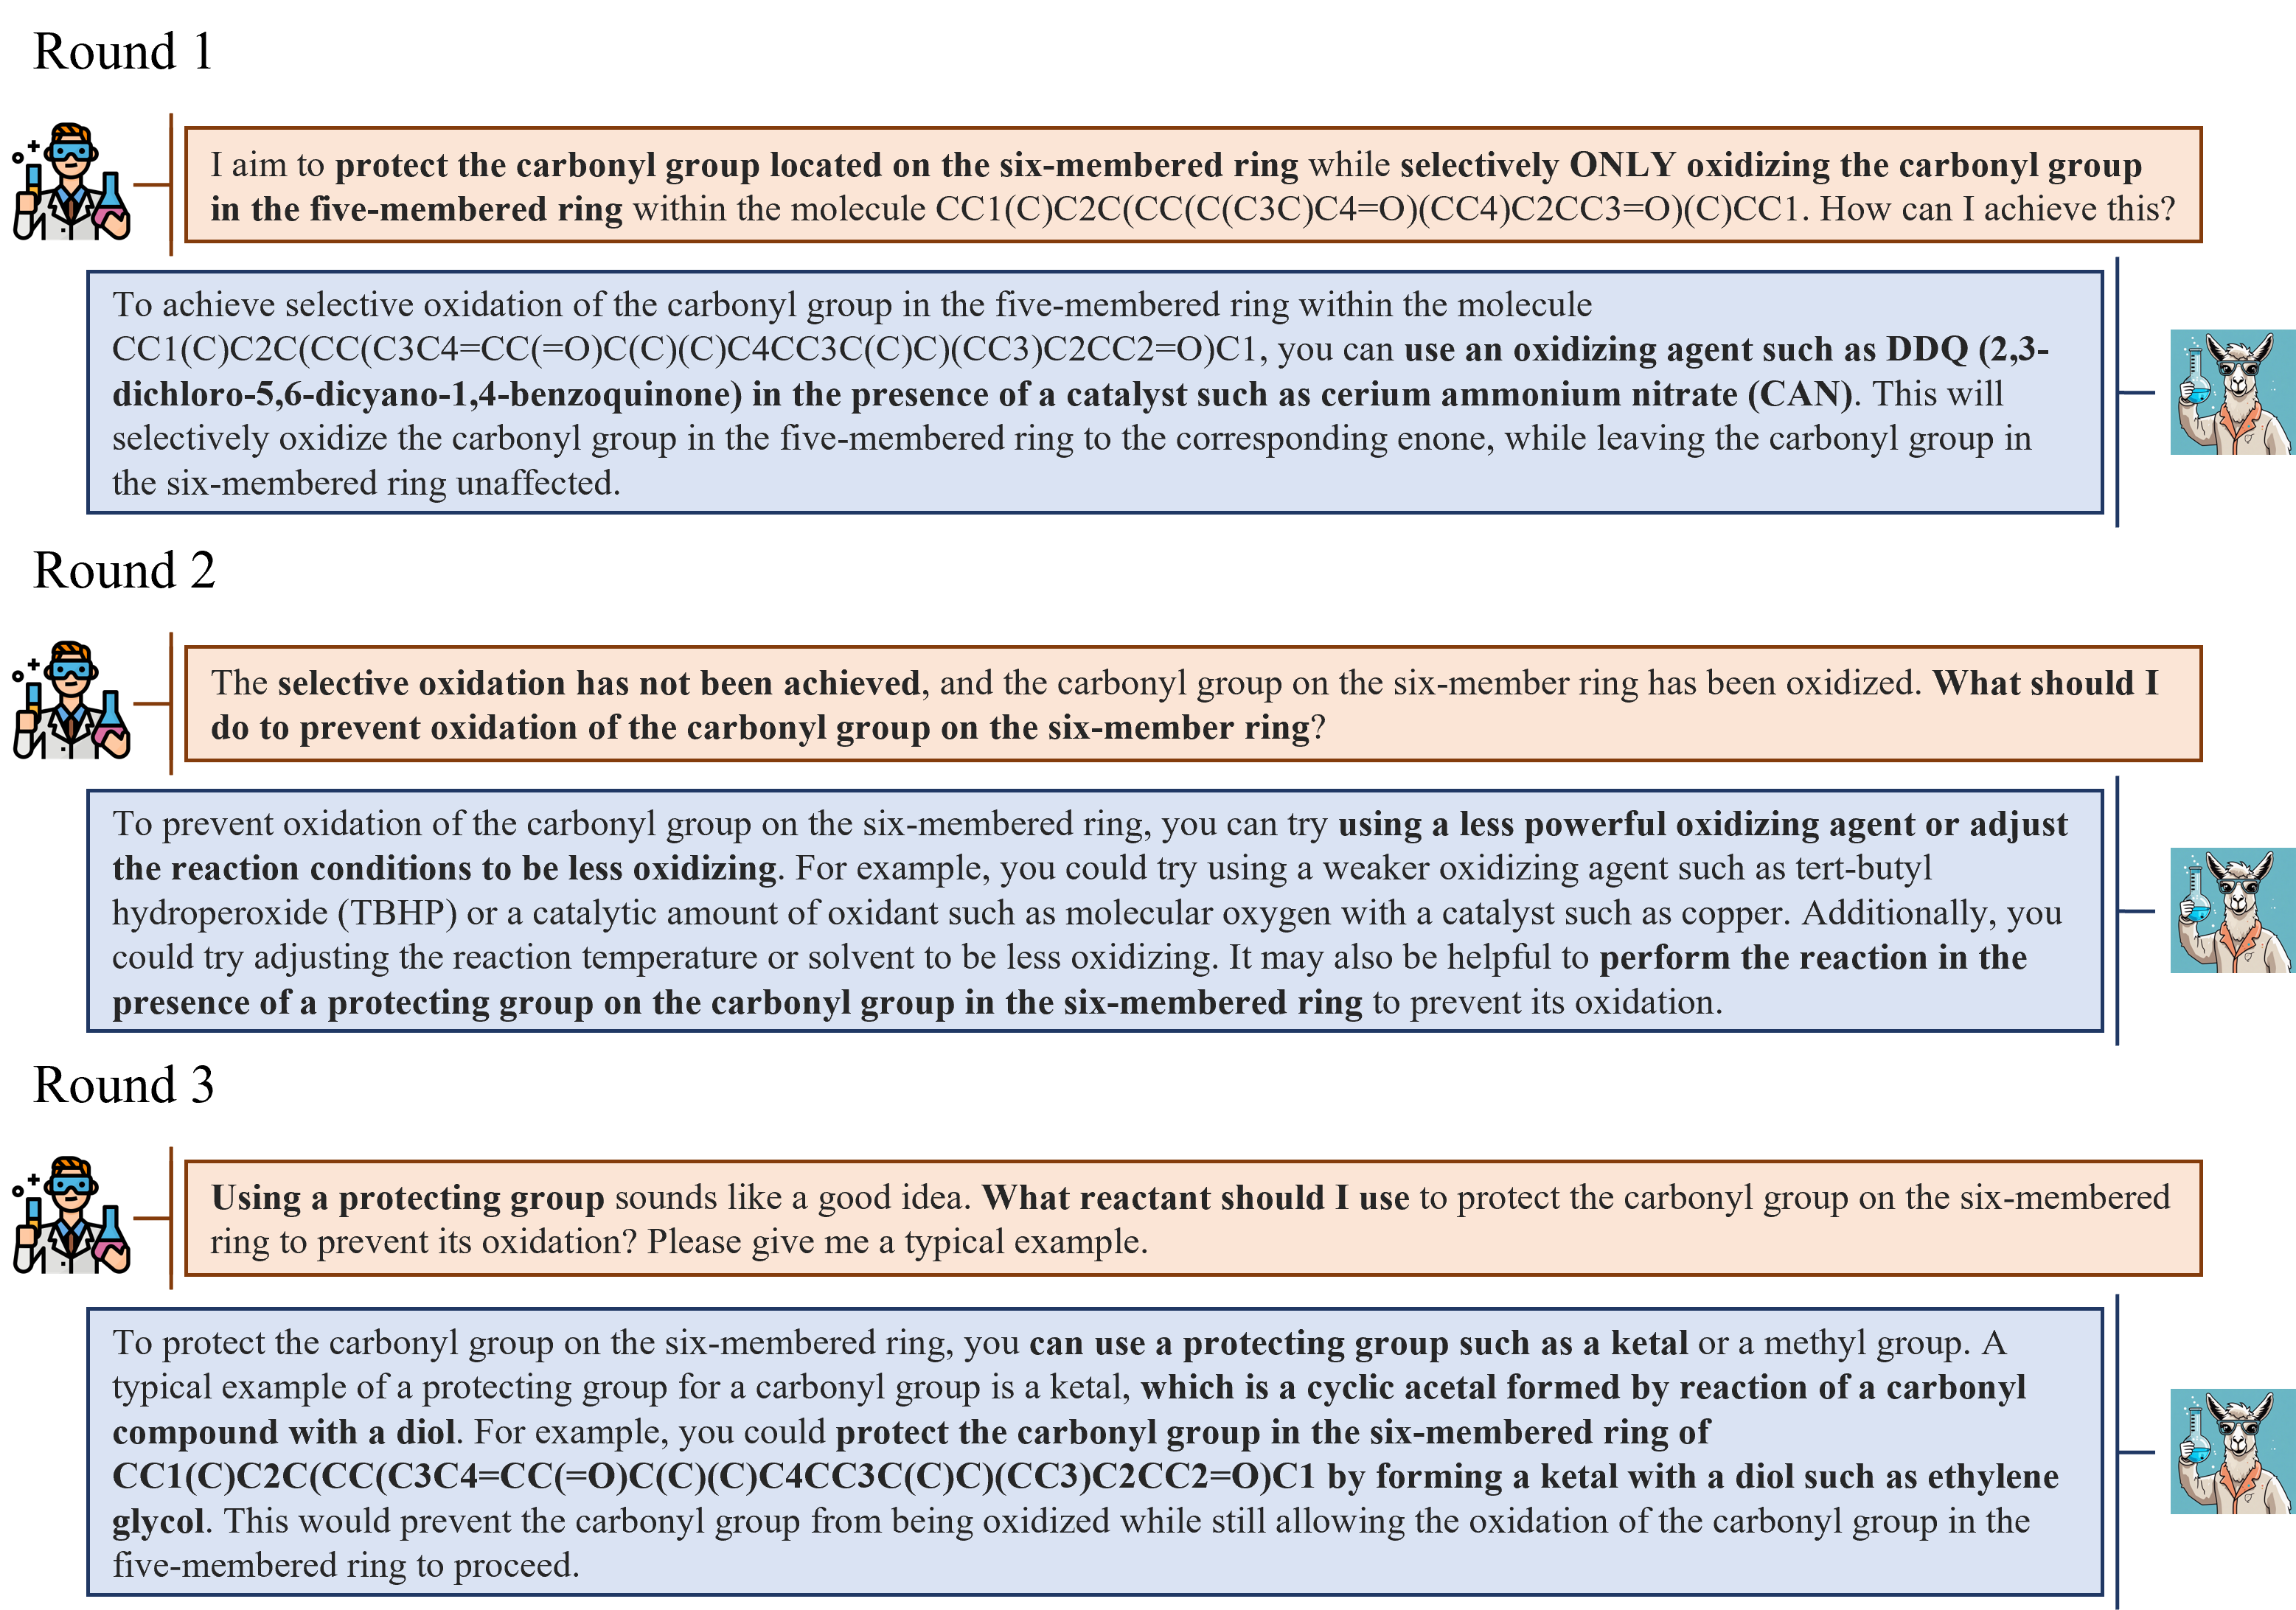 Round 1
I aim to protect the carbonyl group located on the six-membered ring while selectively ONLY oxidizing the carbonyl group
in the five-membered ring within the molecule CC1(C)C2C(CC(C(C3C)C4=O)(CC4)C2CC3=O)(C)CC1. How can I achieve this?
To achieve selective oxidation of the carbonyl group in the five-membered ring within the molecule
CC1(C)C2C(CC(C3C4=CC(=O)C(C)(C)C4CC3C(C)C)(CC3)C2CC2=O)C1, you can use an oxidizing agent such as DDQ (2,3-
dichloro-5,6-dicyano-1,4-benzoquinone) in the presence of a catalyst such as cerium ammonium nitrate (CAN). This will
selectively oxidize the carbonyl group in the five-membered ring to the corresponding enone, while leaving the carbonyl group in
the six-membered ring unaffected.
Round 2
The selective oxidation has not been achieved, and the carbonyl group on the six-member ring has been oxidized. What should I
do to prevent oxidation of the carbonyl group on the six-member ring?
To prevent oxidation of the carbonyl group on the six-membered ring, you can try using a less powerful oxidizing agent or adjust
the reaction conditions to be less oxidizing. For example, you could try using a weaker oxidizing agent such as tert-butyl
hydroperoxide (TBHP) or a catalytic amount of oxidant such as molecular oxygen with a catalyst such as copper. Additionally, you
could try adjusting the reaction temperature or solvent to be less oxidizing. It may also be helpful to perform the reaction in the
presence of a protecting group on the carbonyl group in the six-membered ring to prevent its oxidation.
Round 3
Using a protecting group sounds like a good idea. What reactant should I use to protect the carbonyl group on the six-membered
ring to prevent its oxidation? Please give me a typical example.
To protect the carbonyl group on the six-membered ring, you can use a protecting group such as a ketal or a methyl group. A
typical example of a protecting group for a carbonyl group is a ketal, which is a cyclic acetal formed by reaction of a carbonyl
compound with a diol. For example, you could protect the carbonyl group in the six-membered ring of
CC1(C)C2C(CC(C3C4=CC(=O)C(C)(C)C4CC3C(C)C)(CC3)C2CC2=O)C1 by forming a ketal with a diol such as ethylene
glycol. This would prevent the carbonyl group from being oxidized while still allowing the oxidation of the carbonyl group in the
five-membered ring to proceed.